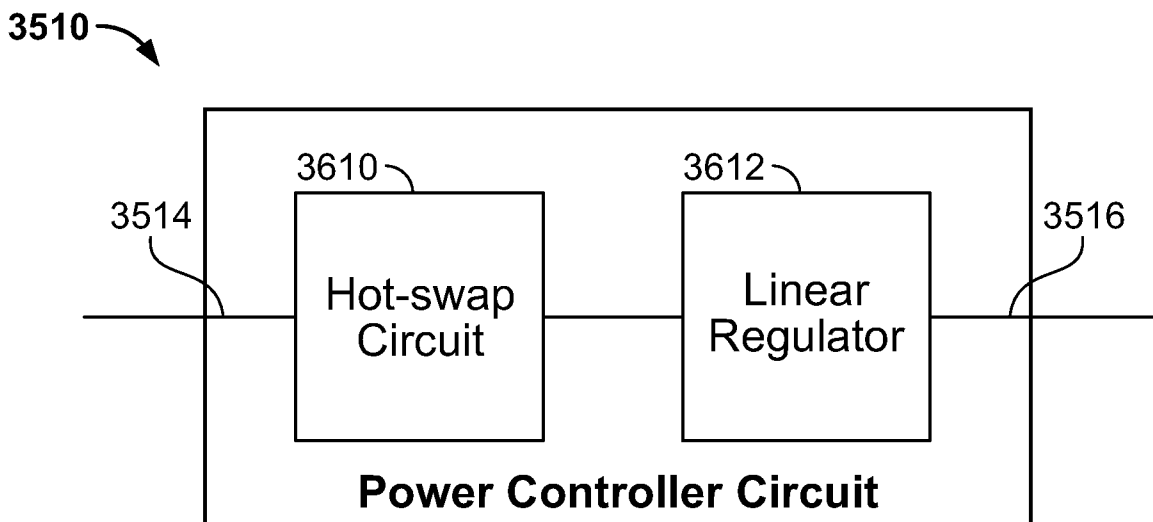 3510
3610
3612
3514
3516
Hot-swap
Circuit
Linear
Regulator
Power Controller Circuit